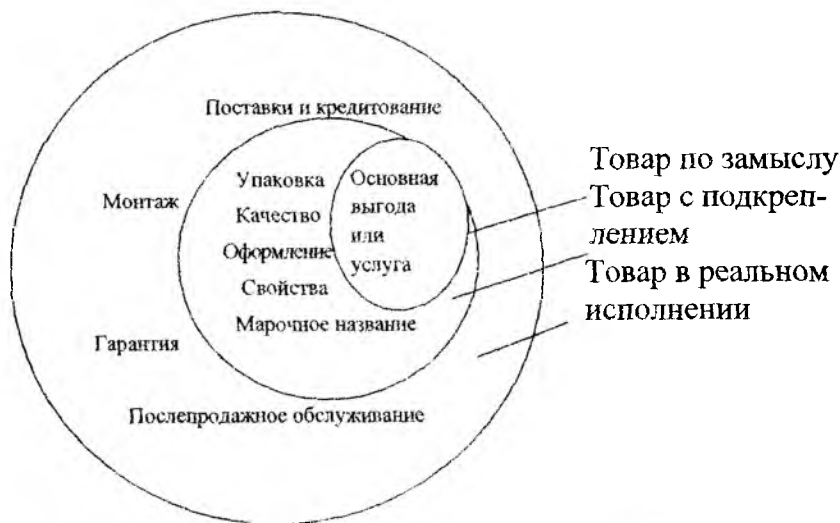 Поставки и кредитование
Упаковка
Качество
Оформление
Свойства
Марочное название
Основная
выгода
или
услуга
Монтаж
Гарантия
Послепродажное обслуживание
Товар по замыслу
Товар с подкреп-
лением
Товар в реальном
исполнении